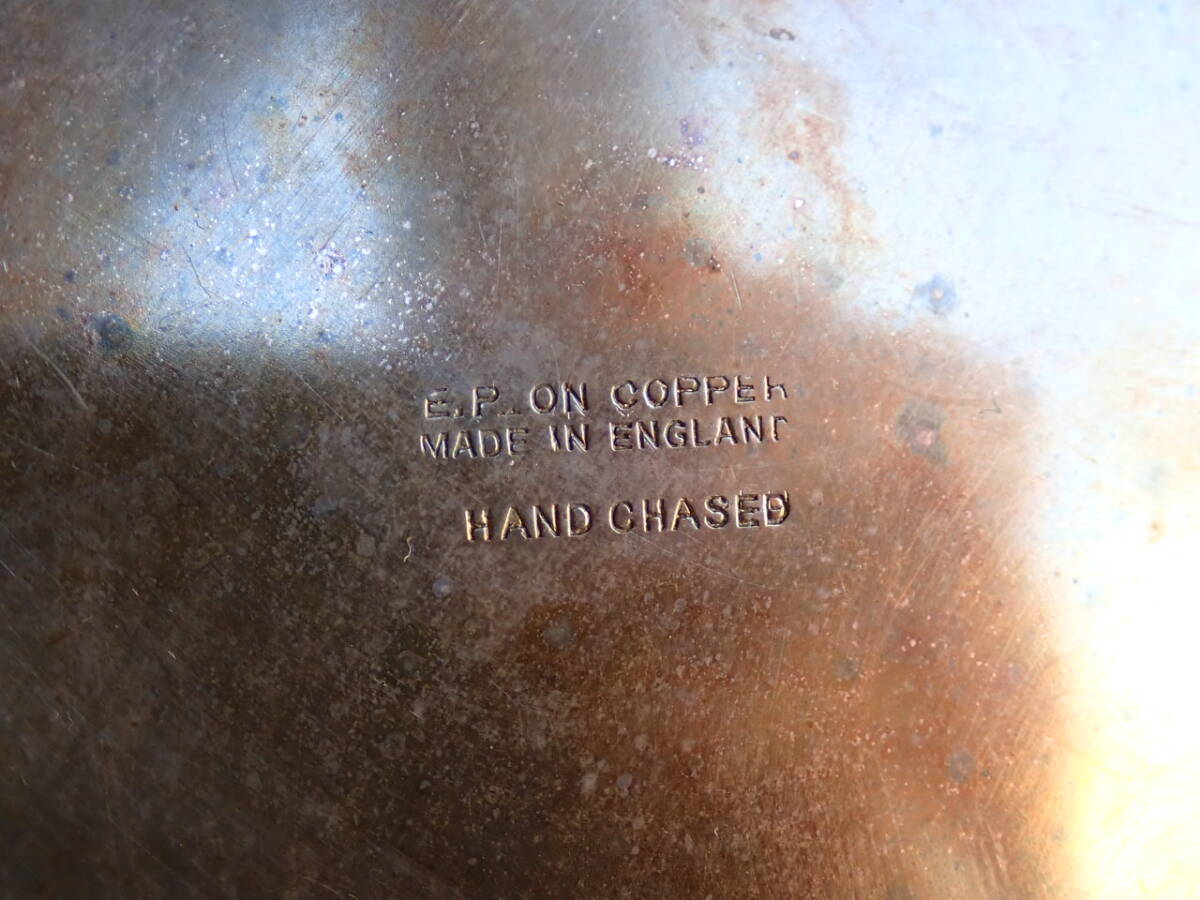 E.P. ON COPPER
MADE IN ENGLAND
HAND CHASED